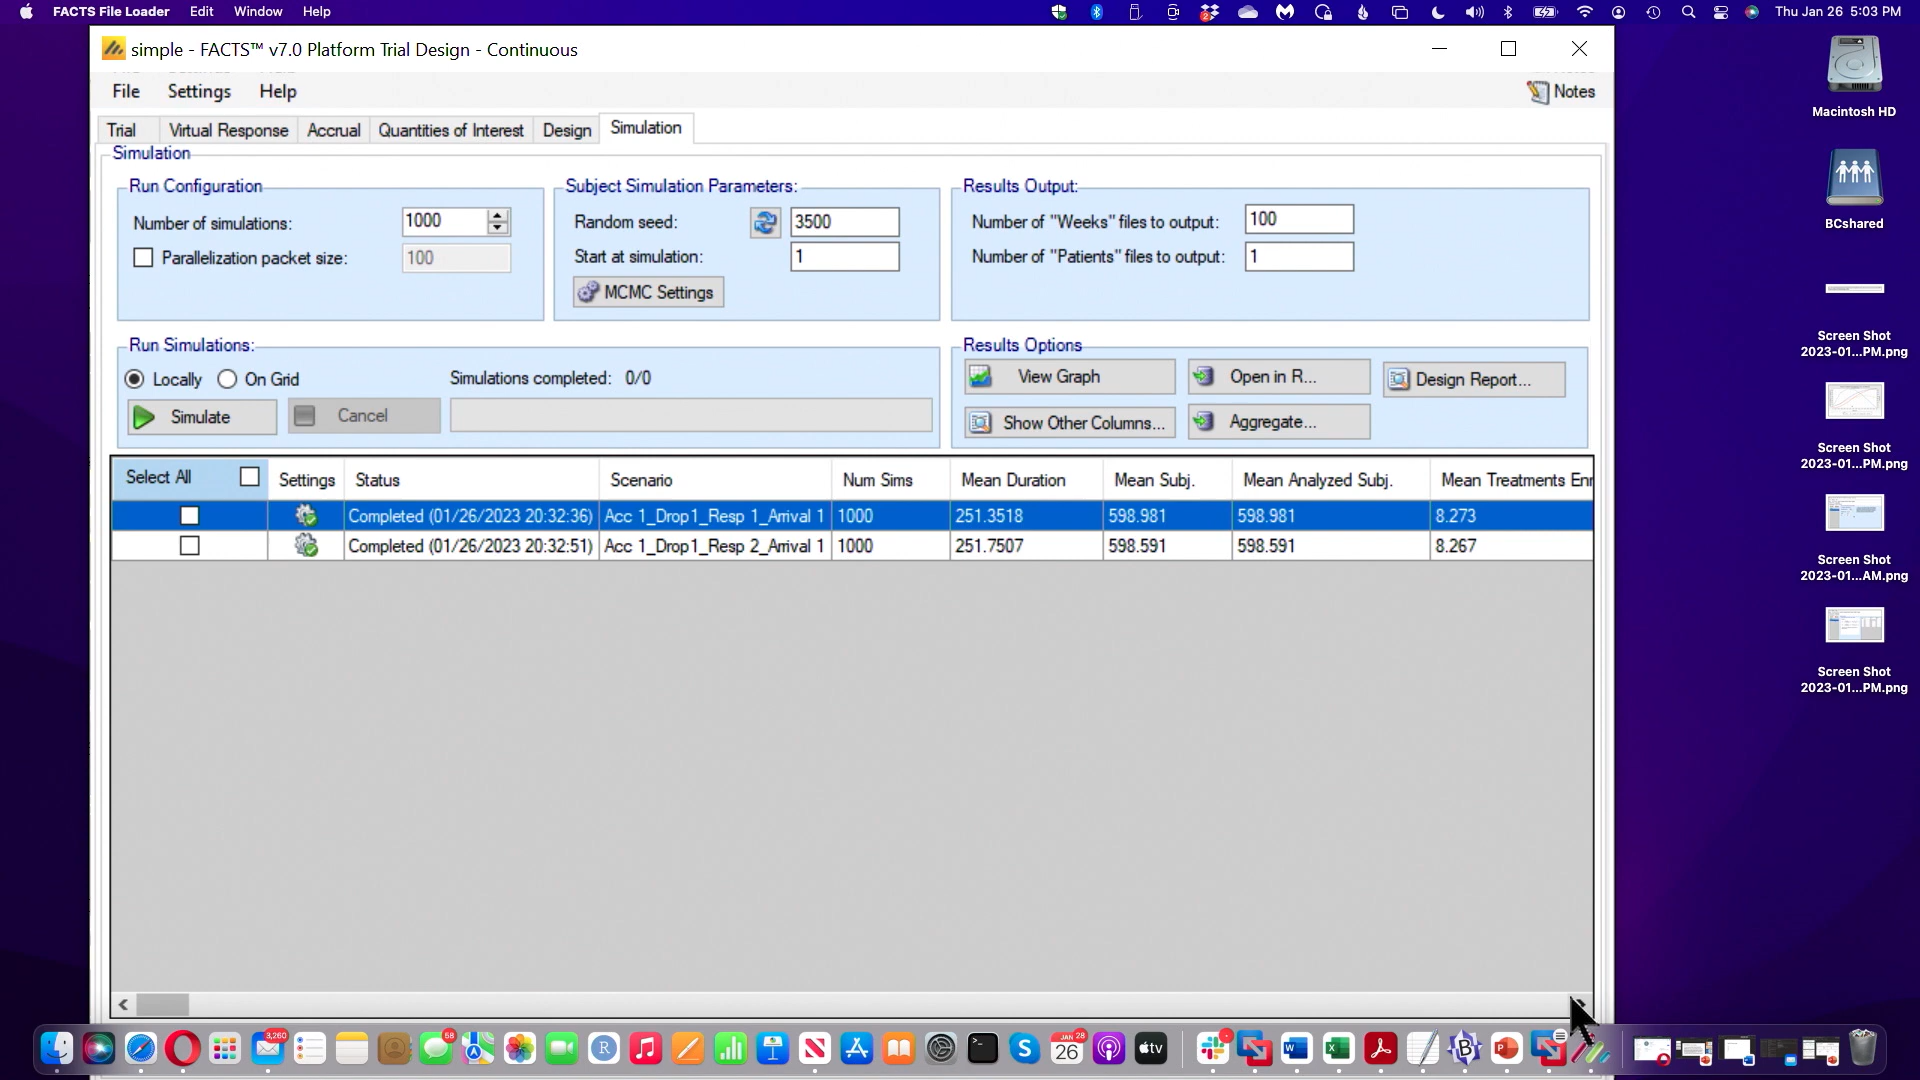 FACTS File Loader Edit Window Help
Thu Jan 26 5:03 PM
simple - FACTS™ v7.0 Platform Trial Design - Continuous
File Settings Help
Notes
Trial Virtual Response Accrual Quantities of Interest Design Simulation
Simulation
Run Configuration
Number of simulations: 1000
Parallelization packet size: 100
Subject Simulation Parameters:
Random seed: 3500
Start at simulation: 1
MCMC Settings
Results Output:
Number of "Weeks" files to output: 100
Number of "Patients" files to output: 1
Run Simulations:
Locally On Grid
Simulations completed: 0/0
Simulate Cancel
Results Options
View Graph Open in R... Design Report...
Show Other Columns... Aggregate...
Select All Settings Status Scenario Num Sims Mean Duration Mean Subj. Mean Analyzed Subj. Mean Treatments Enr
Completed (01/26/2023 20:32:36) Acc 1_Drop1_Resp 1_Arrival 1 1000 251.3518 598.981 598.981 8.273
Completed (01/26/2023 20:32:51) Acc 1_Drop1_Resp 2_Arrival 1 1000 251.7507 598.591 598.591 8.267
Macintosh HD
BCshared
Screen Shot
2023-01...PM.png
Screen Shot
2023-01...PM.png
Screen Shot
2023-01...AM.png
Screen Shot
2023-01...PM.png
3,260
68
JAN 28
26
tv